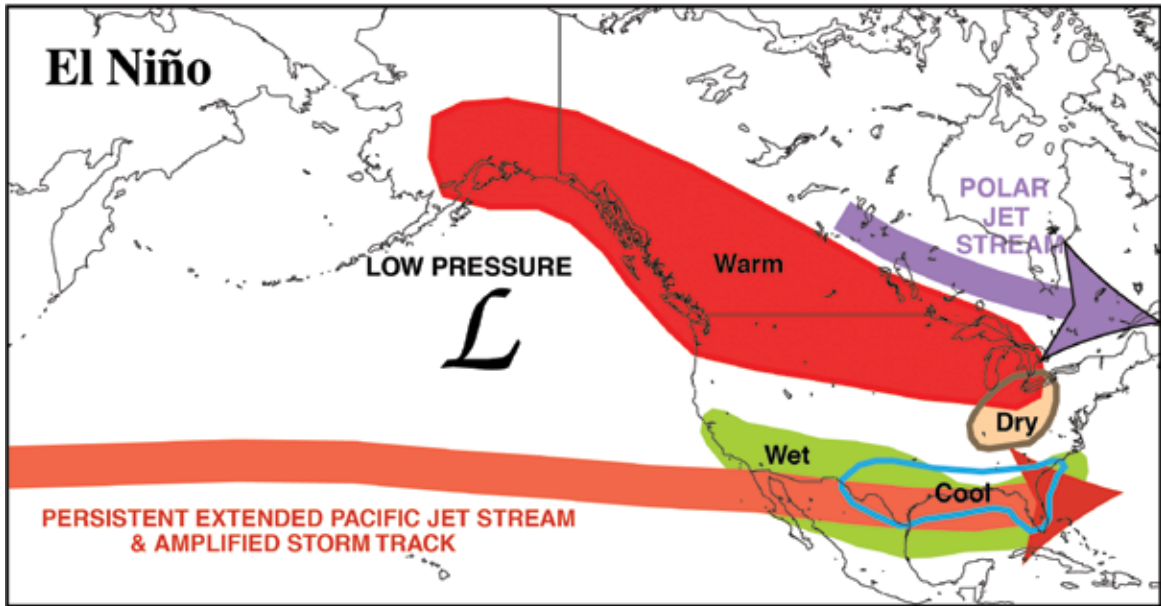 El Niño
POLAR
JET
STREAM
LOW PRESSURE
L
Warm
Dry
Wet
Cool
PERSISTENT EXTENDED PACIFIC JET STREAM
& AMPLIFIED STORM TRACK